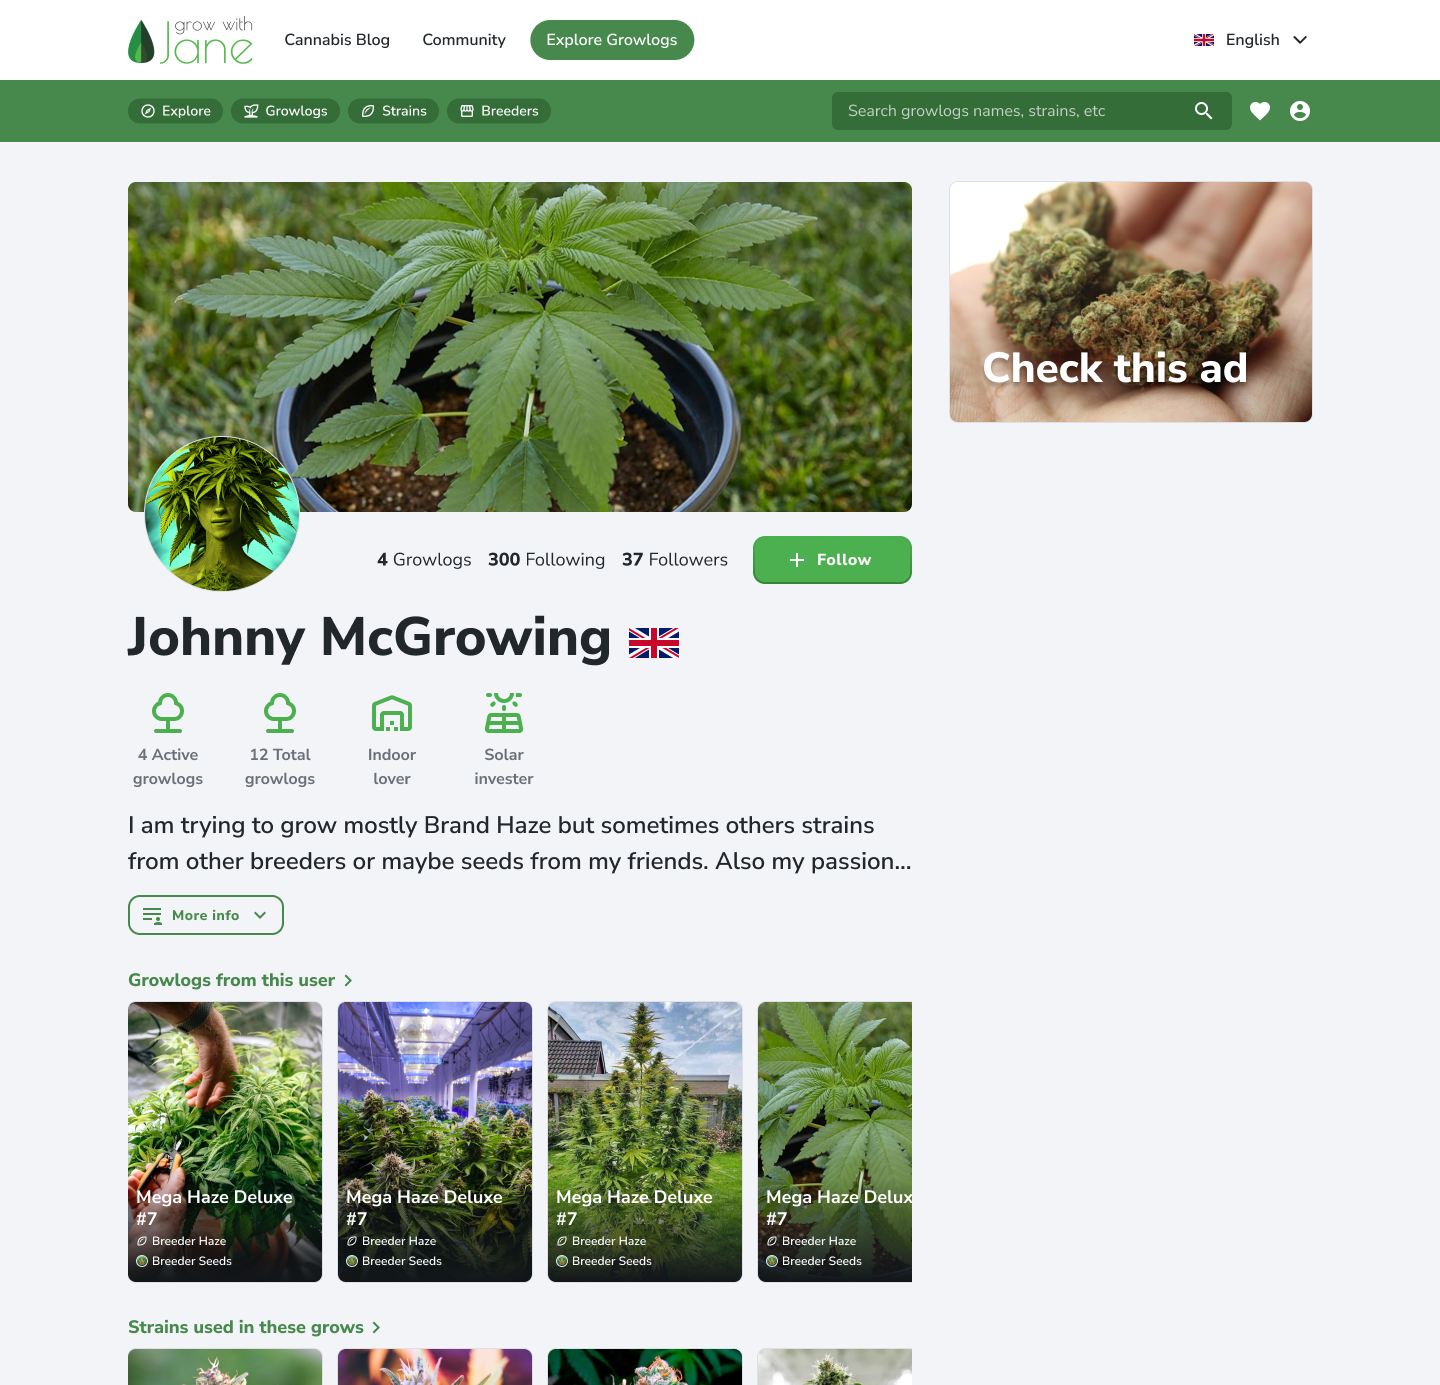 grow with
Jane
Cannabis Blog
Community
Explore Growlogs
English
Explore
Growlogs
Strains
Breeders
Search growlogs names, strains, etc
Check this ad
4 Growlogs 300 Following 37 Followers
Follow
Johnny McGrowing
4 Active
growlogs
12 Total
growlogs
Indoor
lover
Solar
invester
I am trying to grow mostly Brand Haze but sometimes others strains
from other breeders or maybe seeds from my friends. Also my passion...
More info
Growlogs from this user
Mega Haze Deluxe
#7
Breeder Haze
Breeder Seeds
Mega Haze Deluxe
#7
Breeder Haze
Breeder Seeds
Mega Haze Deluxe
#7
Breeder Haze
Breeder Seeds
Mega Haze Delux
#7
Breeder Haze
Breeder Seeds
Strains used in these grows